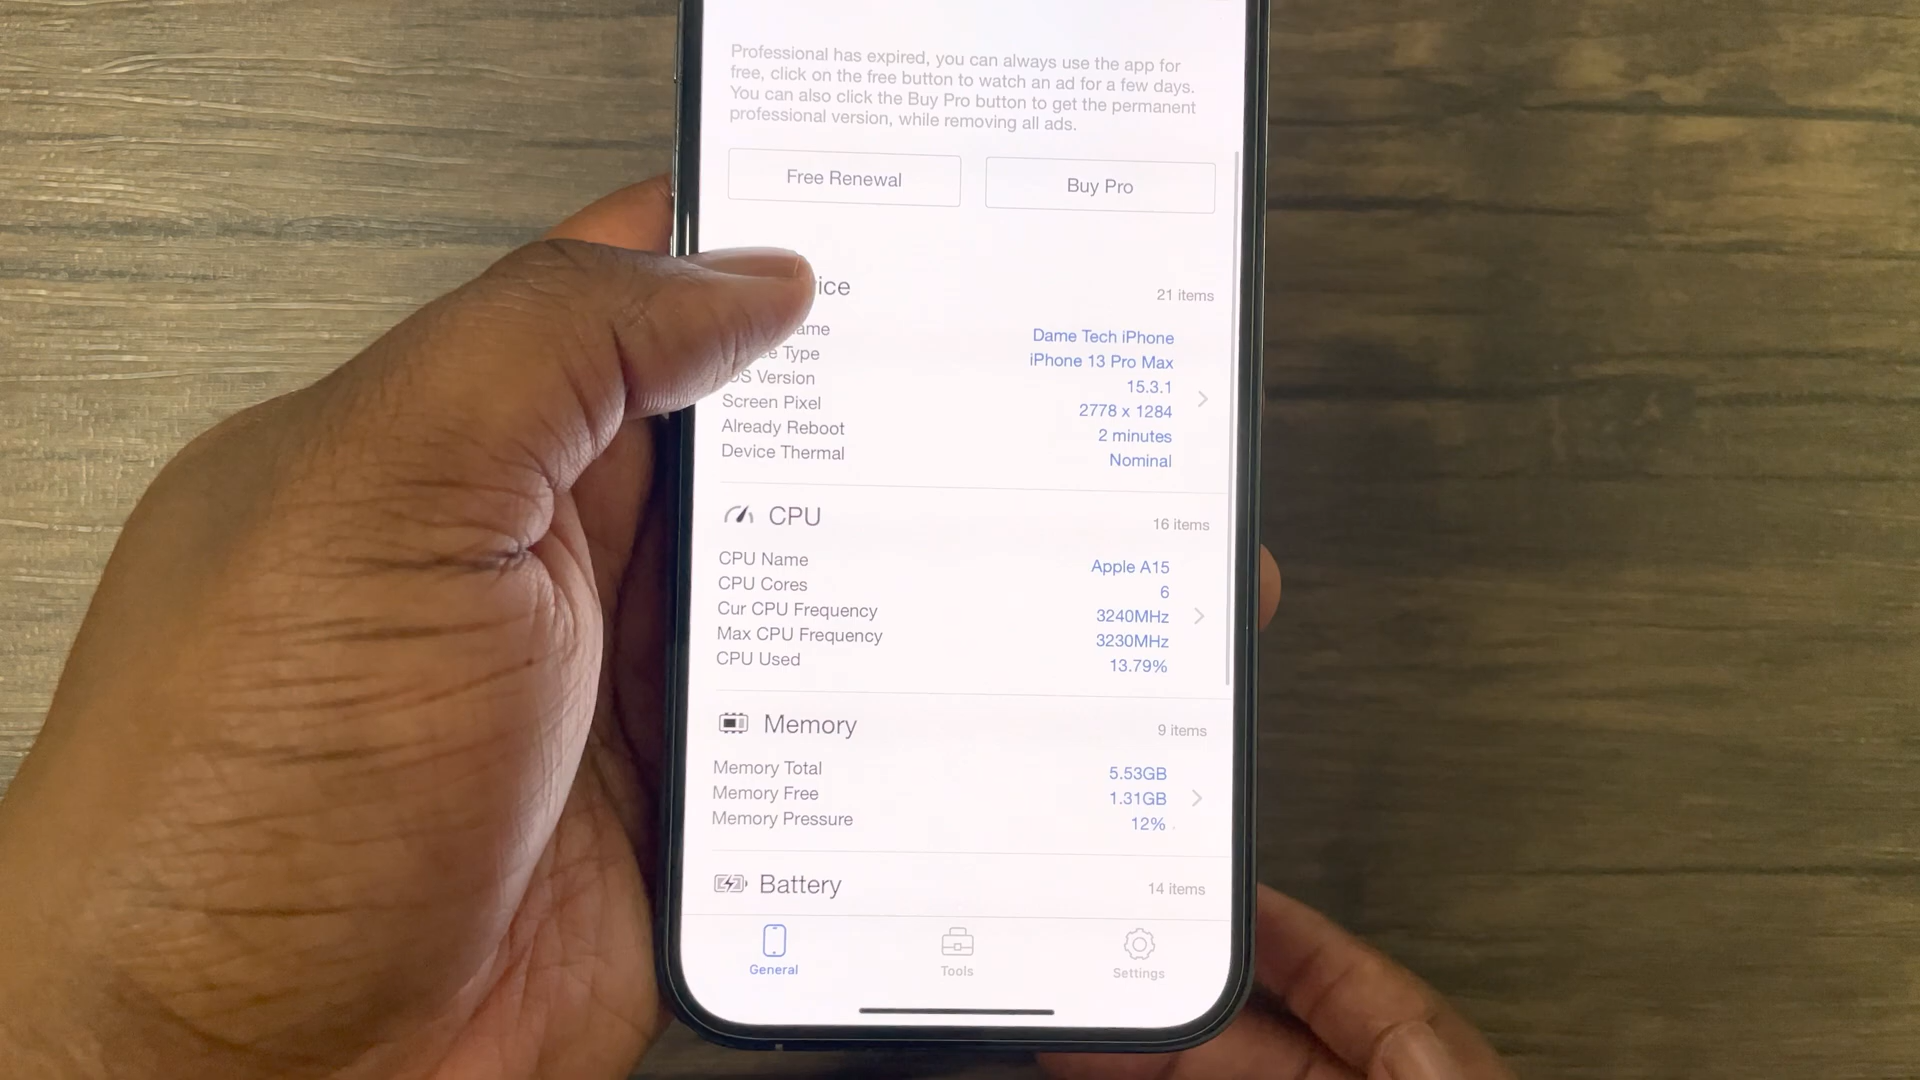 Professional has expired, you can always use the app for
free, click on the free button to watch an ad for a few days.
You can also click the Buy Pro button to get the permanent
professional version, while removing all ads.
Free Renewal
Buy Pro
21 items
Dame Tech iPhone
Type iPhone 13 Pro Max
Version 15.3.1
Screen Pixel 2778 x 1284
Already Reboot 2 minutes
Device Thermal Nominal
CPU 16 items
CPU Name Apple A15
CPU Cores 6
Cur CPU Frequency 3240MHz
Max CPU Frequency 3230MHz
CPU Used 13.79%
Memory 9 items
Memory Total 5.53GB
Memory Free 1.31GB
Memory Pressure 12%
Battery 14 items
General
Tools
Settings